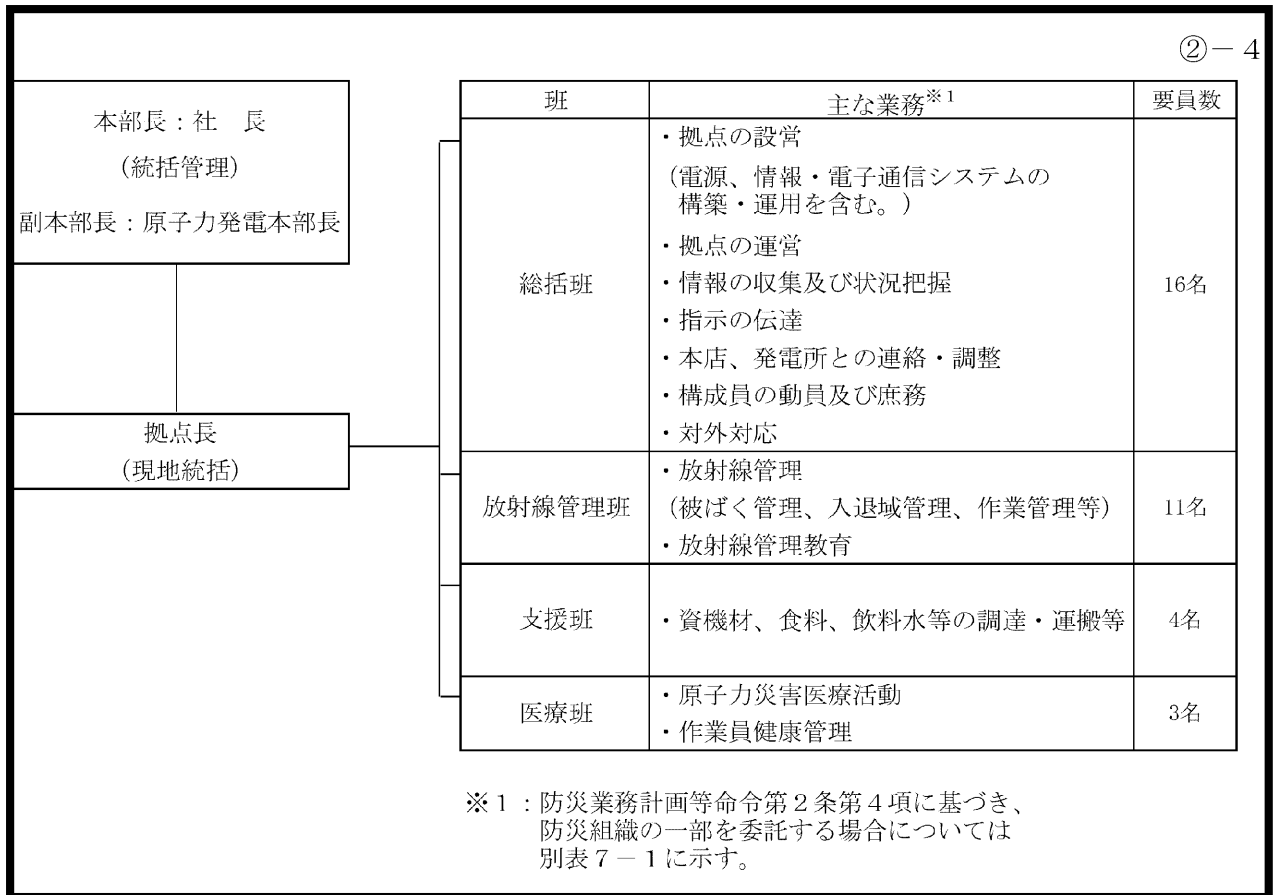 ②－４
本部長：社　長
（統括管理）
副本部長：原子力発電本部長
拠点長
（現地統括）
班
主な業務※１
要員数
総括班
・拠点の設営
（電源、情報・電子通信システムの
構築・運用を含む。）
・拠点の運営
・情報の収集及び状況把握
・指示の伝達
・本店、発電所との連絡・調整
・構成員の動員及び庶務
・対外対応
16名
放射線管理班
・放射線管理
（被ばく管理、入退域管理、作業管理等）
・放射線管理教育
11名
支援班
・資機材、食料、飲料水等の調達・運搬等
4名
医療班
・原子力災害医療活動
・作業員健康管理
3名
※１：防災業務計画等命令第２条第４項に基づき、
防災組織の一部を委託する場合については
別表７－１に示す。